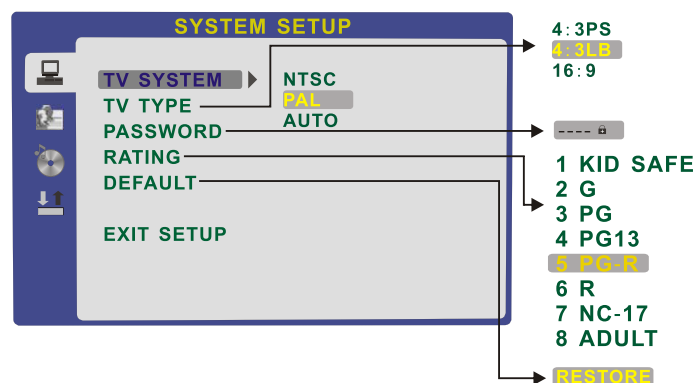 SYSTEM SETUP
TV SYSTEM
TV TYPE
PASSWORD
RATING
DEFAULT
EXIT SETUP
NTSC
PAL
AUTO
4:3PS
4:3LB
16:9
----
1 KID SAFE
2 G
3 PG
4 PG13
5 PG-R
6 R
7 NC-17
8 ADULT
RESTORE